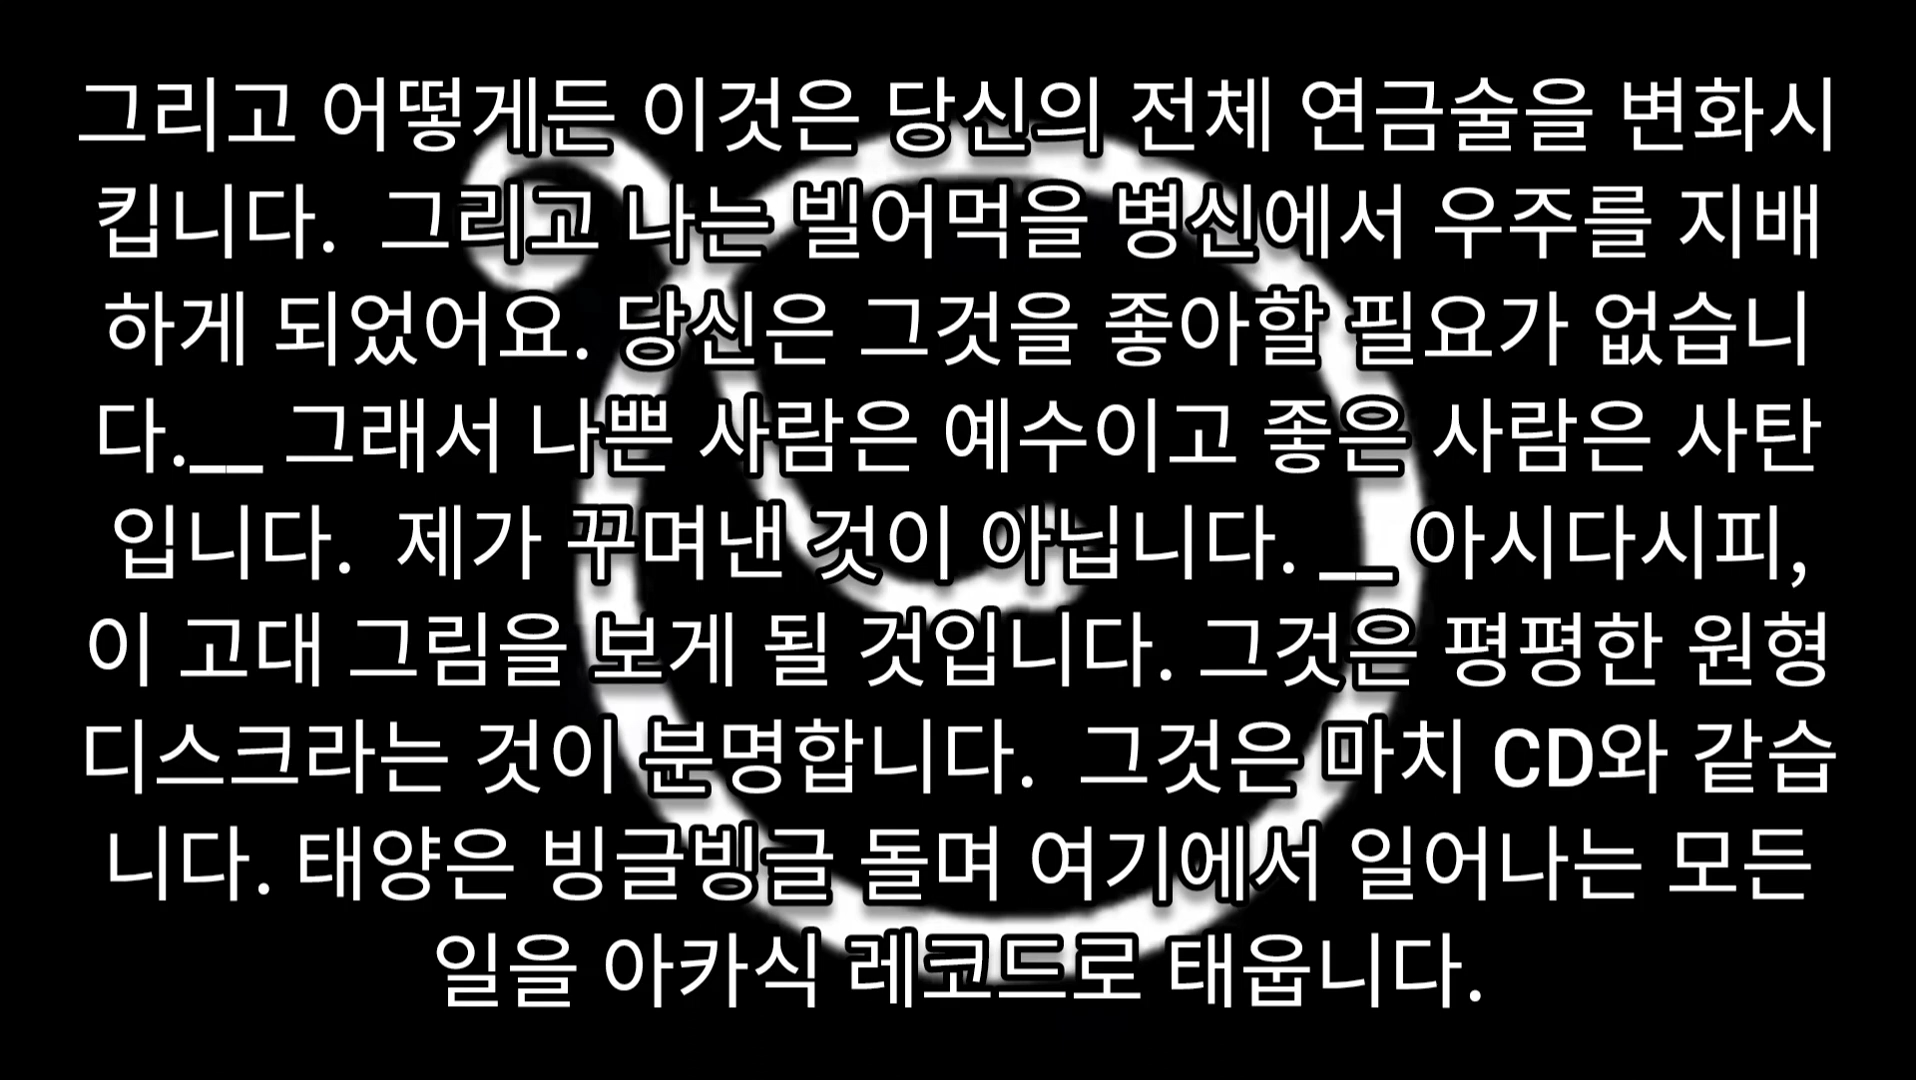 그리고 어떻게든 이것은 당신의 전체 연금술을 변화시
킵니다.  그리고 나는 빌어먹을 병신에서 우주를 지배
하게 되었어요. 당신은 그것을 좋아할 필요가 없습니
다.__ 그래서 나쁜 사람은 예수이고 좋은 사람은 사탄
입니다.  제가 꾸며낸 것이 아닙니다. __ 아시다시피,
이 고대 그림을 보게 될 것입니다. 그것은 평평한 원형
디스크라는 것이 분명합니다.  그것은 마치 CD와 같습
니다. 태양은 빙글빙글 돌며 여기에서 일어나는 모든
일을 아카식 레코드로 태웁니다.